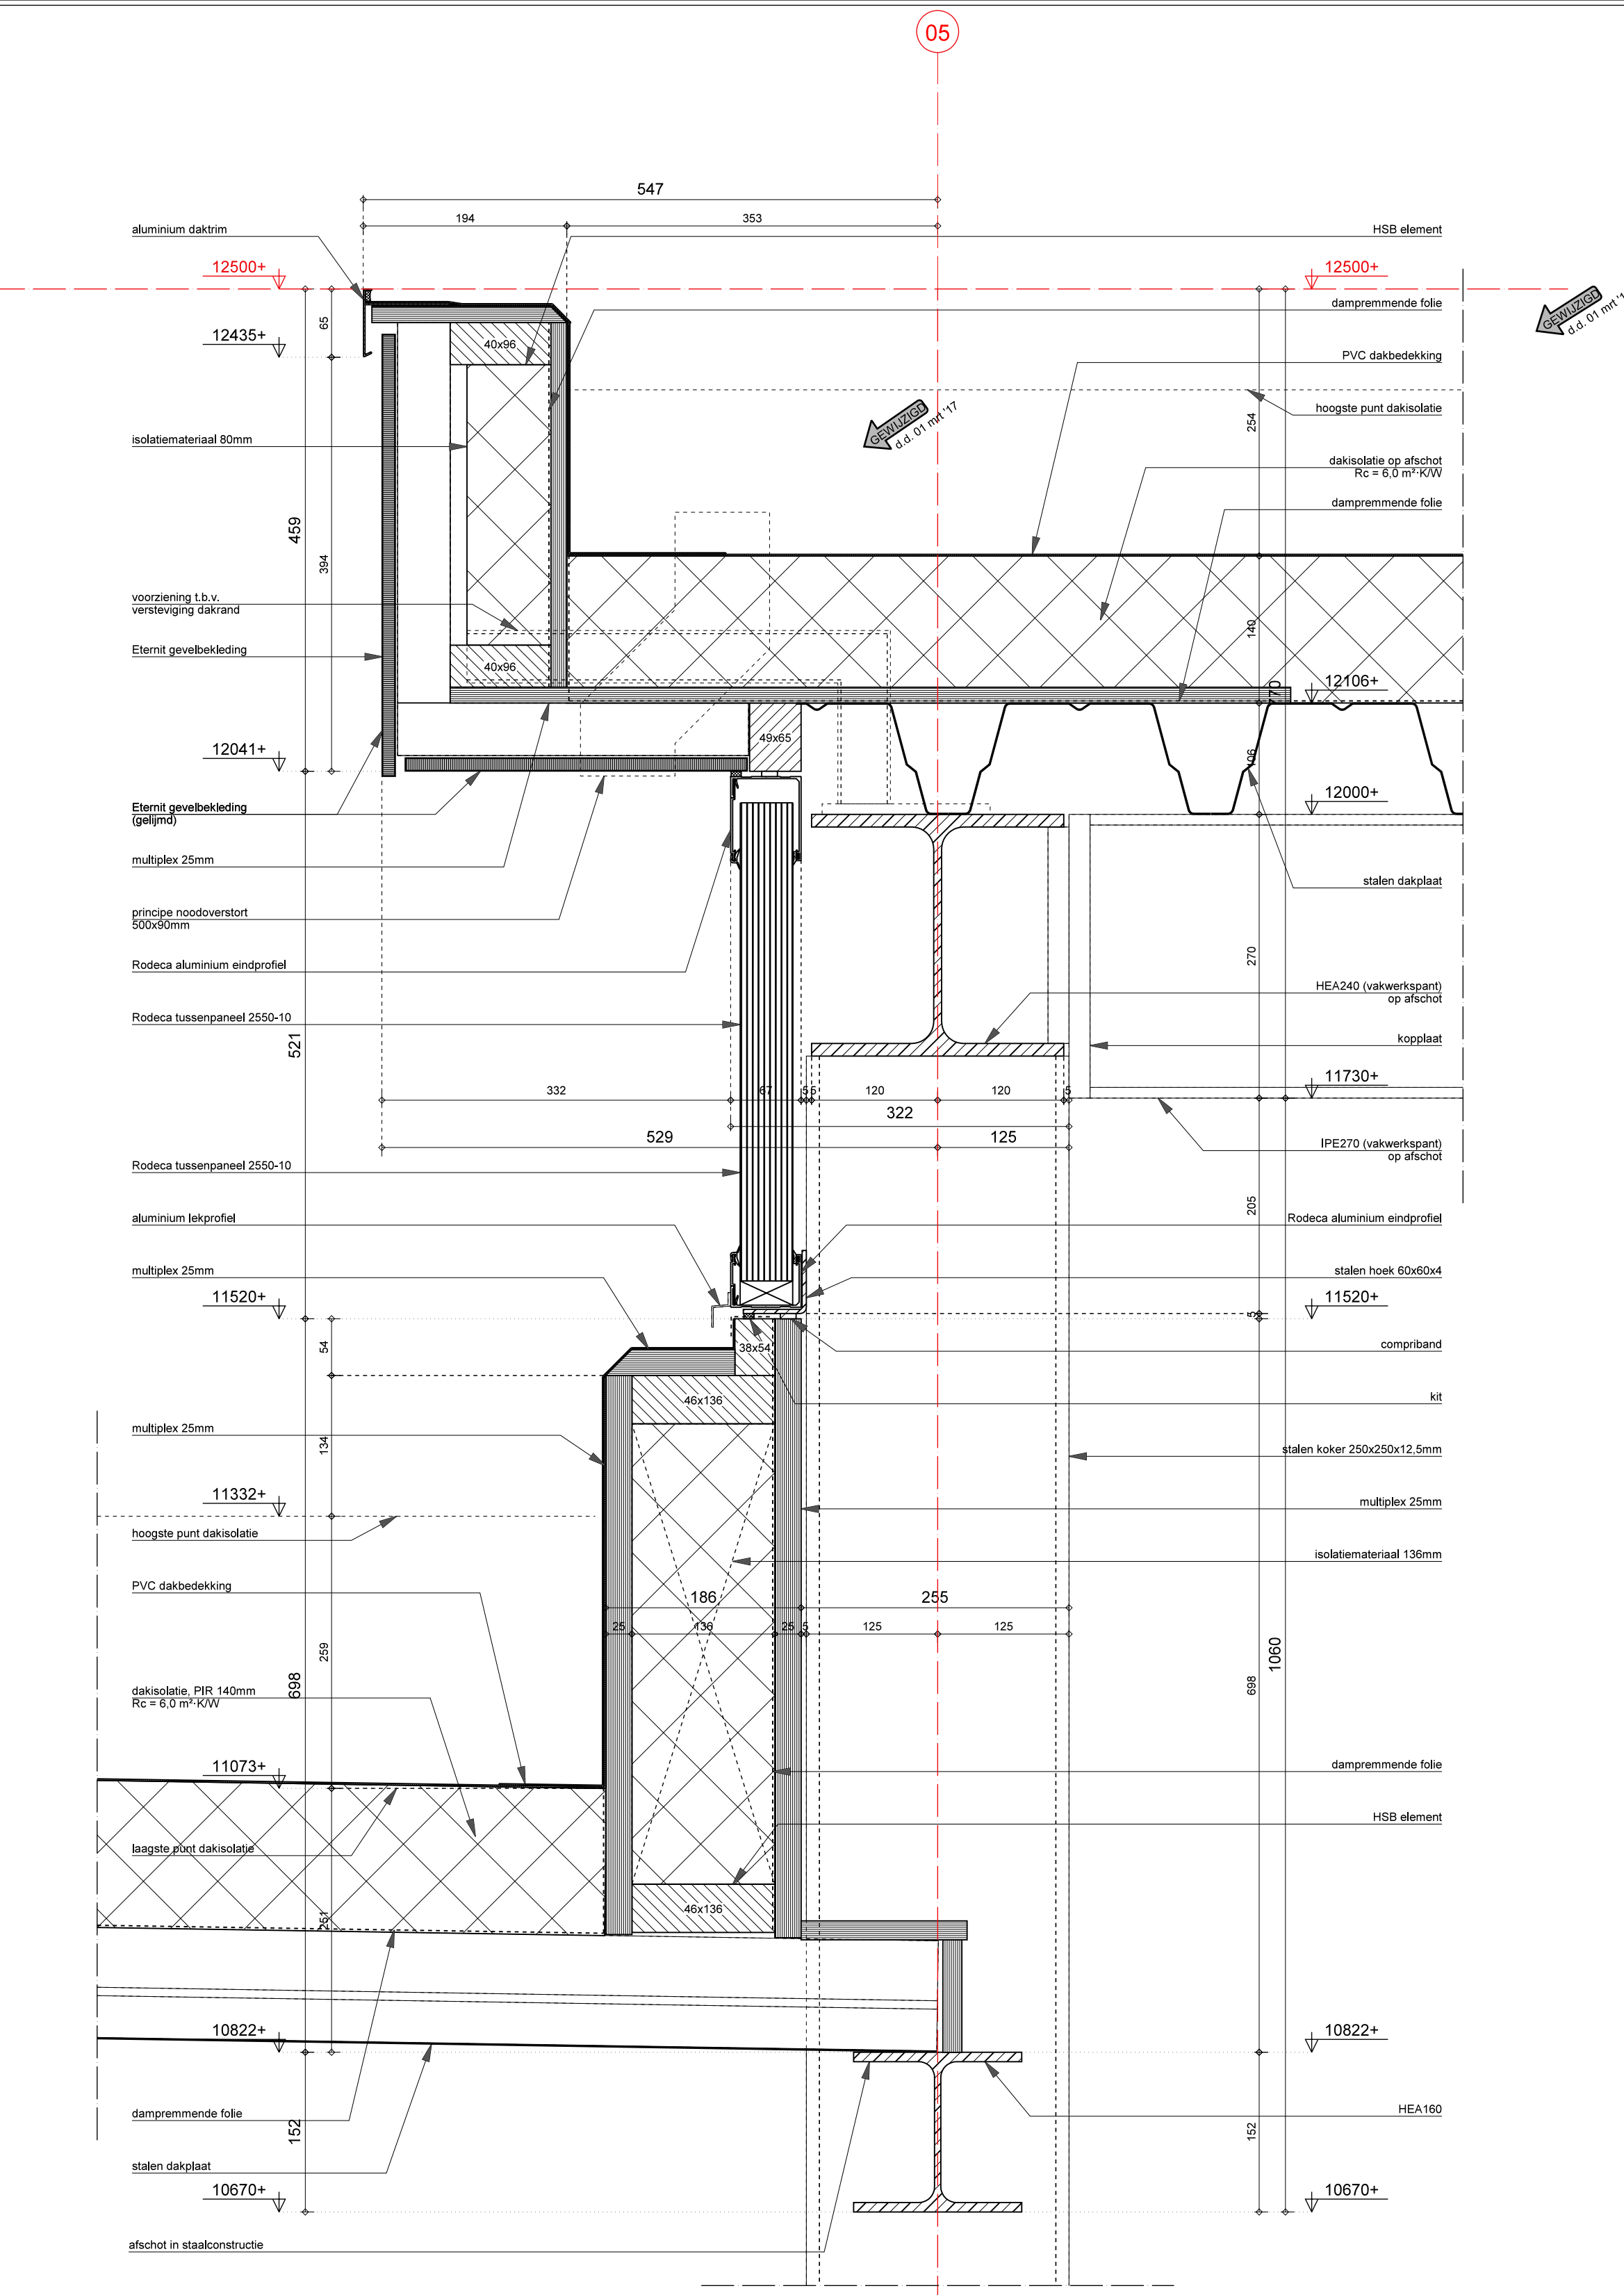 05
547
194
353
aluminium daktrim
HSB element
12500+
12500+
GEWIJZIGD
d.d. 01 mrt '1
dampremmende folie
65
12435+
40x96
PVC dakbedekking
hoogste punt dakisolatie
GEWIJZIGD
d.d. 01 mrt '17
254
isolatiemateriaal 80mm
dakisolatie op afschot
Rc = 6,0 m²·K/W
dampremmende folie
459
394
voorziening t.b.v.
versteviging dakrand
140
Eternit gevelbekleding
40x96
12106+
70
49x65
12041+
106
12000+
Eternit gevelbekleding
(gelijmd)
multiplex 25mm
stalen dakplaat
principe noodoverstort
500x90mm
270
Rodeca aluminium eindprofiel
HEA240 (vakwerkspant)
op afschot
Rodeca tussenpaneel 2550-10
521
kopplaat
11730+
332
67
5
5
120
120
5
322
529
125
IPE270 (vakwerkspant)
op afschot
Rodeca tussenpaneel 2550-10
205
aluminium lekprofiel
Rodeca aluminium eindprofiel
multiplex 25mm
stalen hoek 60x60x4
11520+
11520+
5
54
38x54
compriband
46x136
kit
multiplex 25mm
134
stalen koker 250x250x12,5mm
11332+
multiplex 25mm
hoogste punt dakisolatie
isolatiemateriaal 136mm
PVC dakbedekking
186
255
25
136
25
5
125
125
259
1060
698
698
dakisolatie, PIR 140mm
Rc = 6,0 m²·K/W
11073+
dampremmende folie
HSB element
laagste punt dakisolatie
46x136
251
10822+
10822+
dampremmende folie
HEA160
152
152
stalen dakplaat
10670+
10670+
afschot in staalconstructie